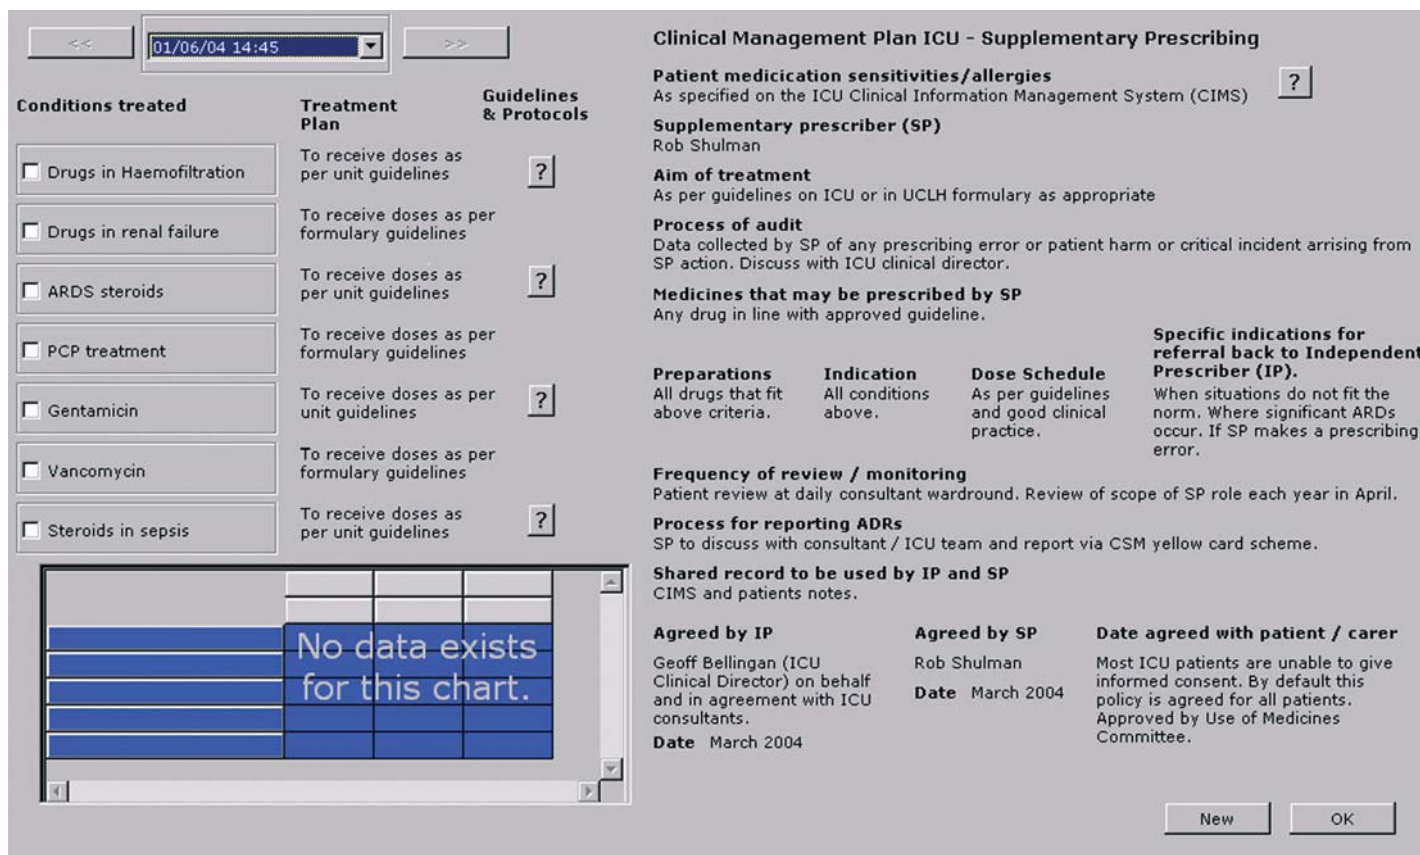 <<
01/06/04 14:45
>>
Conditions treated
Treatment
Plan
Guidelines
& Protocols
Drugs in Haemofiltration
To receive doses as
per unit guidelines
?
Drugs in renal failure
To receive doses as per
formulary guidelines
ARDS steroids
To receive doses as
per unit guidelines
?
PCP treatment
To receive doses as per
formulary guidelines
Gentamicin
To receive doses as per
unit guidelines
?
Vancomycin
To receive doses as per
formulary guidelines
Steroids in sepsis
To receive doses as
per unit guidelines
?
No data exists
for this chart.
Clinical Management Plan ICU - Supplementary Prescribing
Patient medicication sensitivities/allergies
As specified on the ICU Clinical Information Management System (CIMS)
?
Supplementary prescriber (SP)
Rob Shulman
Aim of treatment
As per guidelines on ICU or in UCLH formulary as appropriate
Process of audit
Data collected by SP of any prescribing error or patient harm or critical incident arrising from
SP action. Discuss with ICU clinical director.
Medicines that may be prescribed by SP
Any drug in line with approved guideline.
Preparations
All drugs that fit
above criteria.
Indication
All conditions
above.
Dose Schedule
As per guidelines
and good clinical
practice.
Specific indications for
referral back to Independent
Prescriber (IP).
When situations do not fit the
norm. Where significant ARDs
occur. If SP makes a prescribing
error.
Frequency of review / monitoring
Patient review at daily consultant wardround. Review of scope of SP role each year in April.
Process for reporting ADRs
SP to discuss with consultant / ICU team and report via CSM yellow card scheme.
Shared record to be used by IP and SP
CIMS and patients notes.
Agreed by IP
Geoff Bellingan (ICU
Clinical Director) on behalf
and in agreement with ICU
consultants.
Date March 2004
Agreed by SP
Rob Shulman
Date March 2004
Date agreed with patient / carer
Most ICU patients are unable to give
informed consent. By default this
policy is agreed for all patients.
Approved by Use of Medicines
Committee.
New
OK